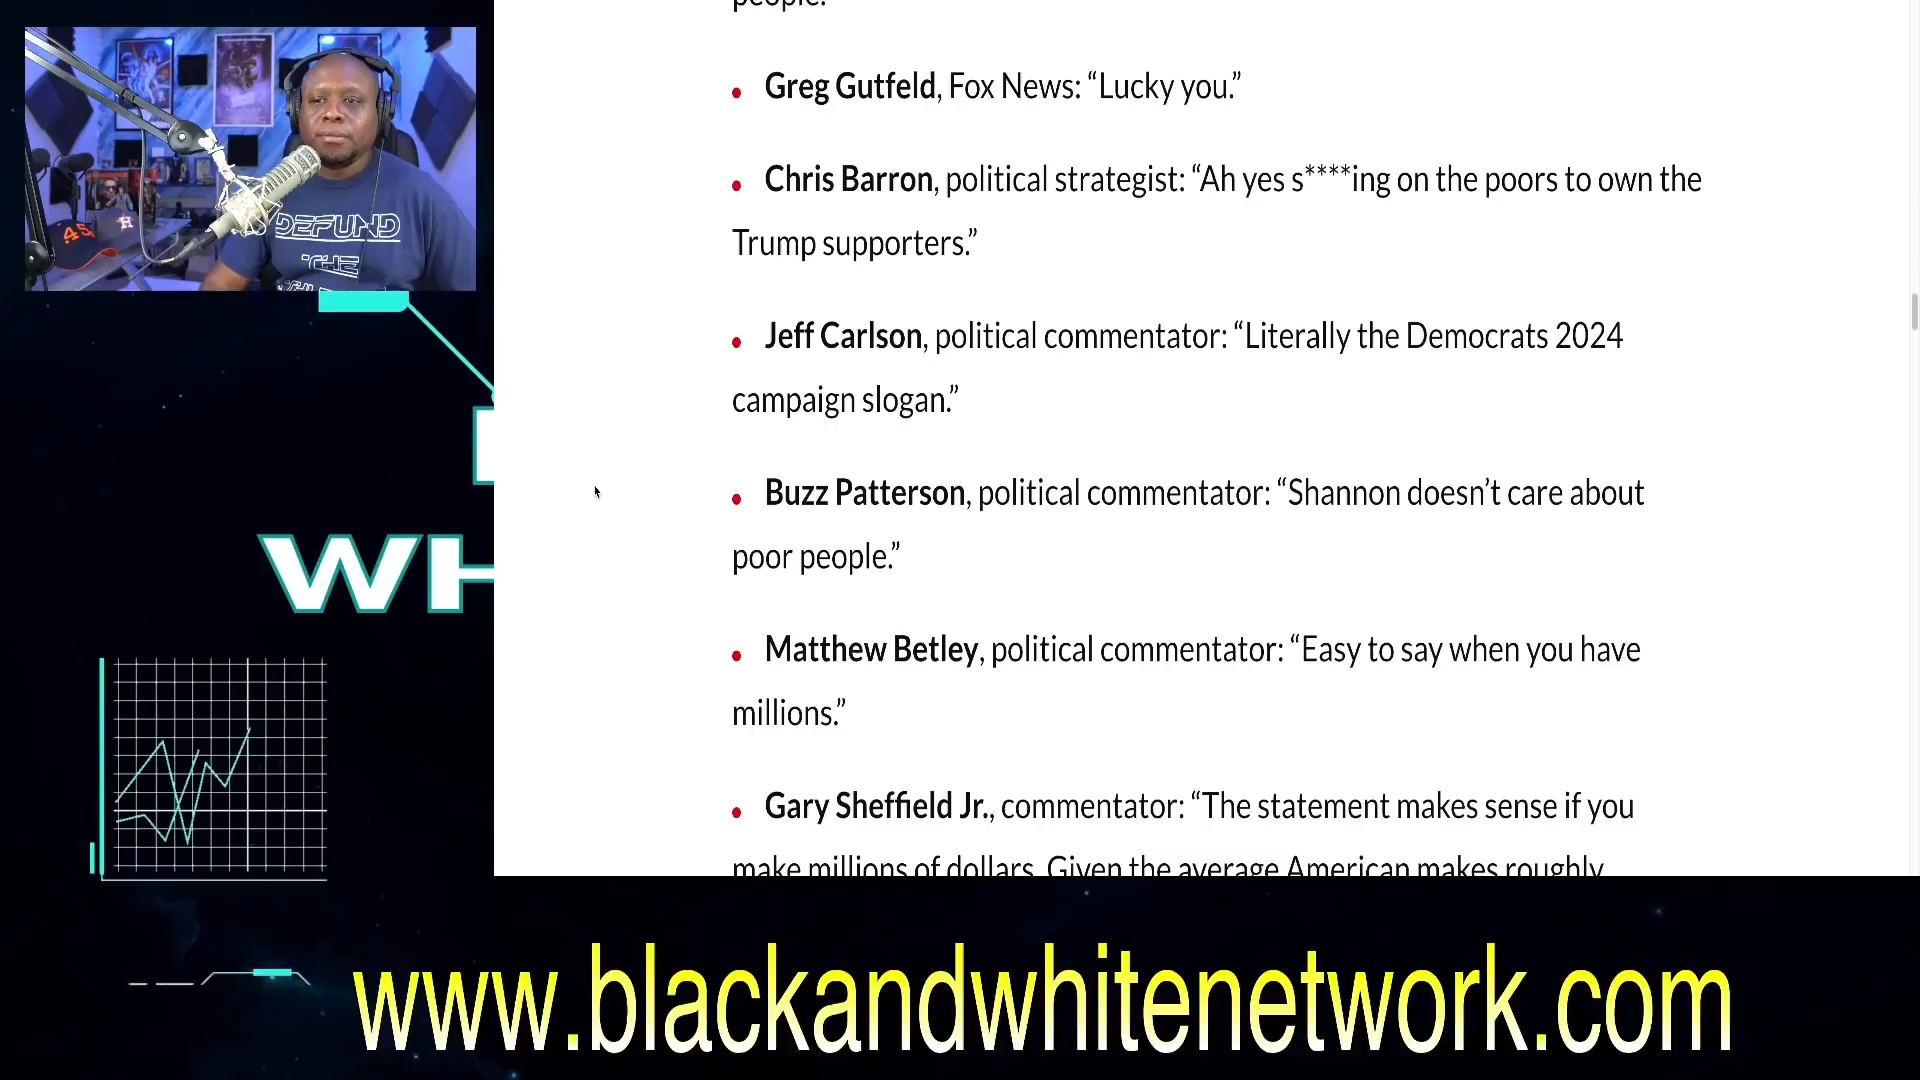 people.”
Greg Gutfeld, Fox News: “Lucky you.”
Chris Barron, political strategist: “Ah yes s****ing on the poors to own the
Trump supporters.”
Jeff Carlson, political commentator: “Literally the Democrats 2024
campaign slogan.”
Buzz Patterson, political commentator: “Shannon doesn’t care about
poor people.”
Matthew Betley, political commentator: “Easy to say when you have
millions.”
Gary Sheffield Jr., commentator: “The statement makes sense if you
make millions of dollars. Given the average American makes roughly
DEFUND
THE
45
H
WH
www.blackandwhitenetwork.com